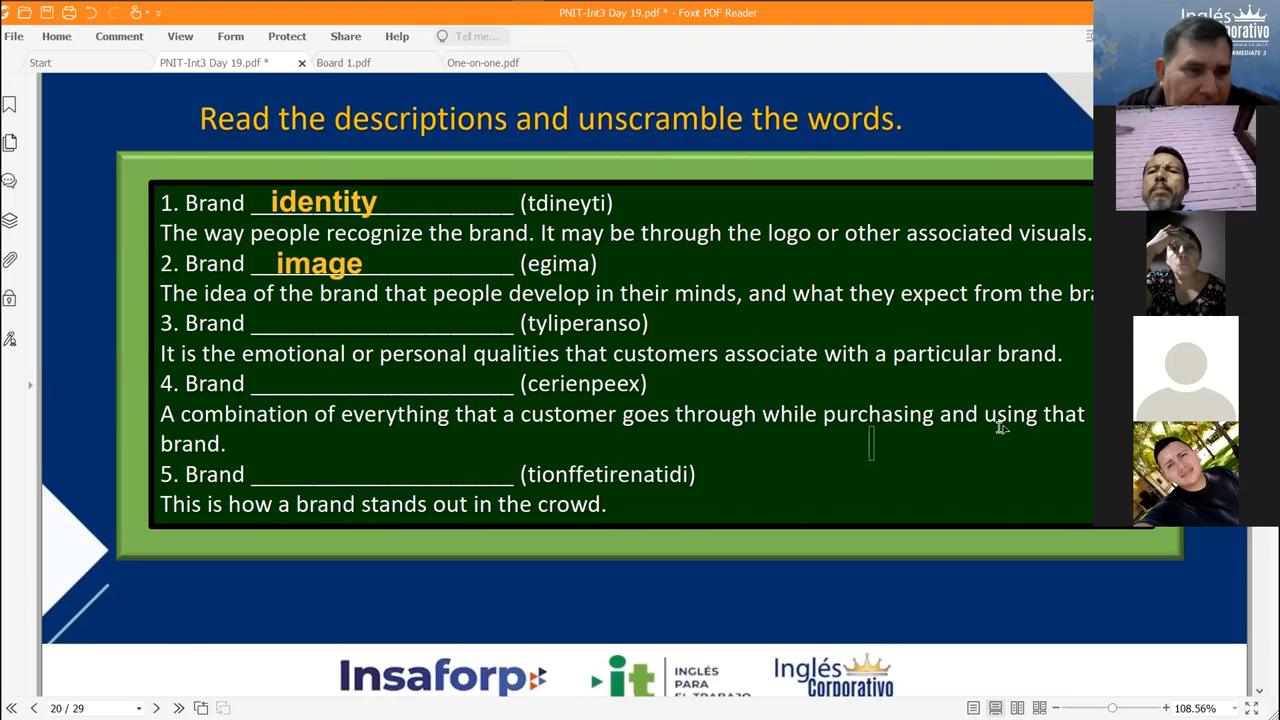 PNIT-Int3 Day 19.pdf * - Foxit PDF Reader
File Home Comment View Form Protect Share Help Tell me...
Start PNIT-Int3 Day 19.pdf * Board 1.pdf One-on-one.pdf
Inglés
Corporativo
INTERMEDIATE 3
Read the descriptions and unscramble the words.
1. Brand identity (tdineyti)
The way people recognize the brand. It may be through the logo or other associated visuals.
2. Brand image (egima)
The idea of the brand that people develop in their minds, and what they expect from the
3. Brand ______________________ (tyliperanso)
It is the emotional or personal qualities that customers associate with a particular brand.
4. Brand ______________________ (cerienpeex)
A combination of everything that a customer goes through while purchasing and using that
brand.
5. Brand ______________________ (tionffetirenatidi)
This is how a brand stands out in the crowd.
Insaforp
it INGLÉS
PARA
EL TRABAJO
Inglés
Corporativo
20 / 29
108.56%